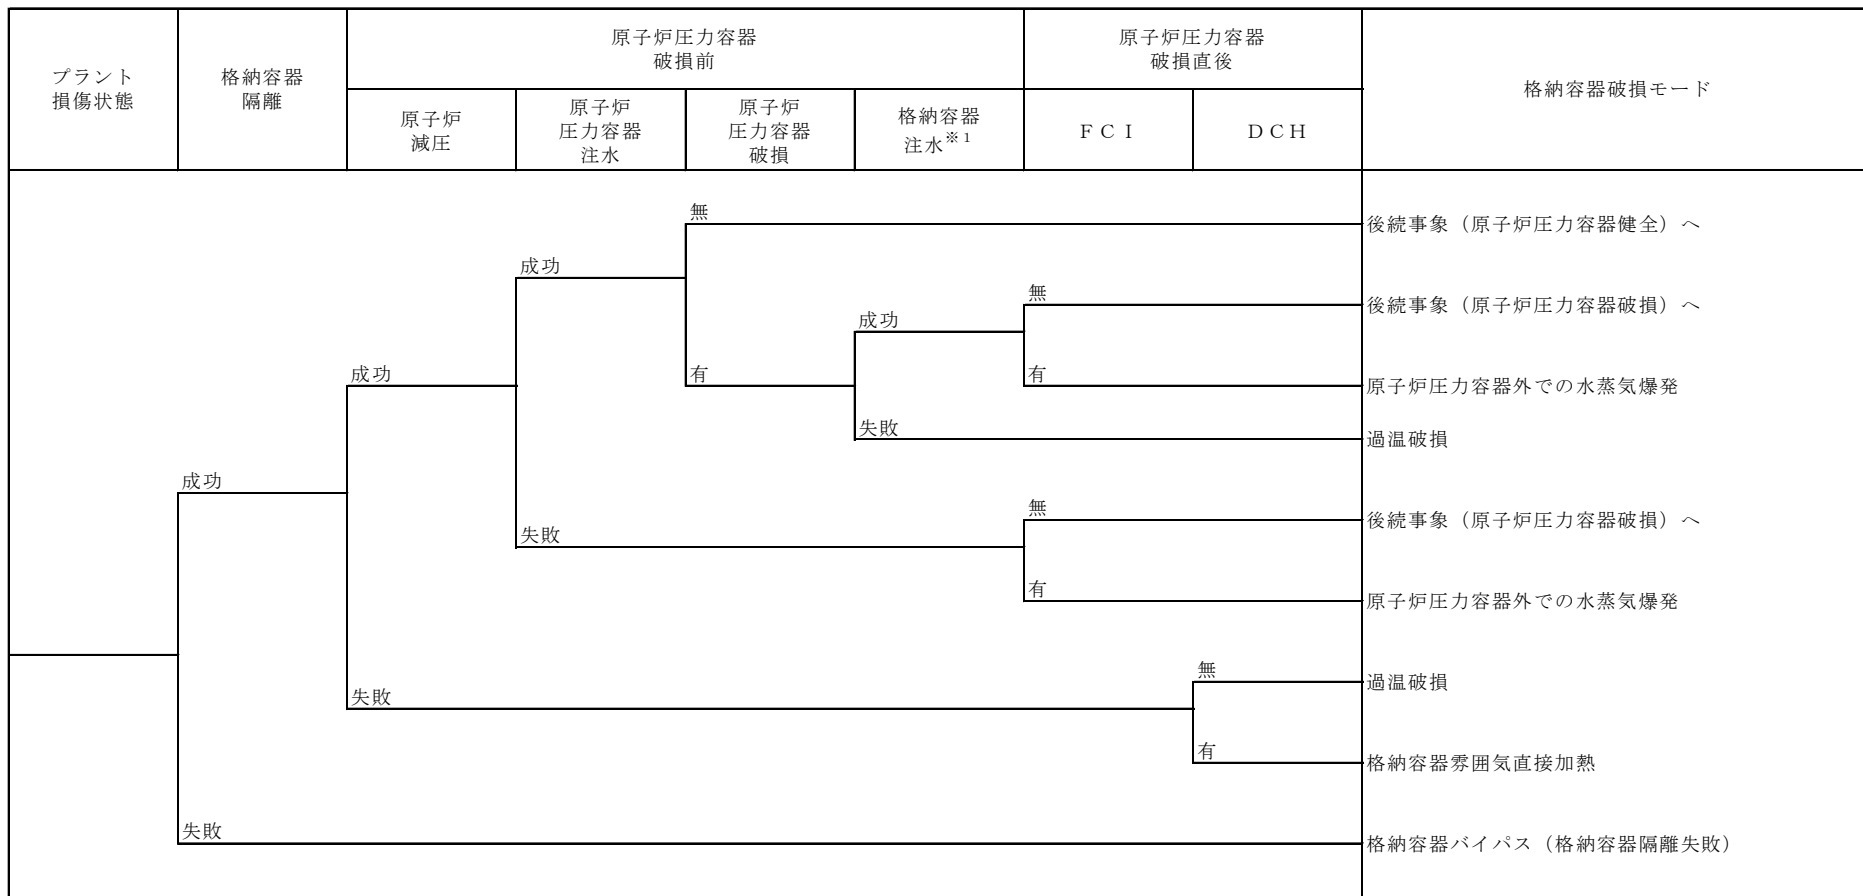 プラント
損傷状態
格納容器
隔離
原子炉圧力容器
破損前
原子炉圧力容器
破損直後
格納容器破損モード
原子炉
減圧
原子炉
圧力容器
注水
原子炉
圧力容器
破損
格納容器
注水※1
ＦＣＩ
ＤＣＨ
無
後続事象（原子炉圧力容器健全）へ
成功
無
後続事象（原子炉圧力容器破損）へ
成功
成功
有
有
原子炉圧力容器外での水蒸気爆発
失敗
過温破損
成功
無
後続事象（原子炉圧力容器破損）へ
失敗
有
原子炉圧力容器外での水蒸気爆発
無
過温破損
失敗
有
格納容器雰囲気直接加熱
失敗
格納容器バイパス（格納容器隔離失敗）